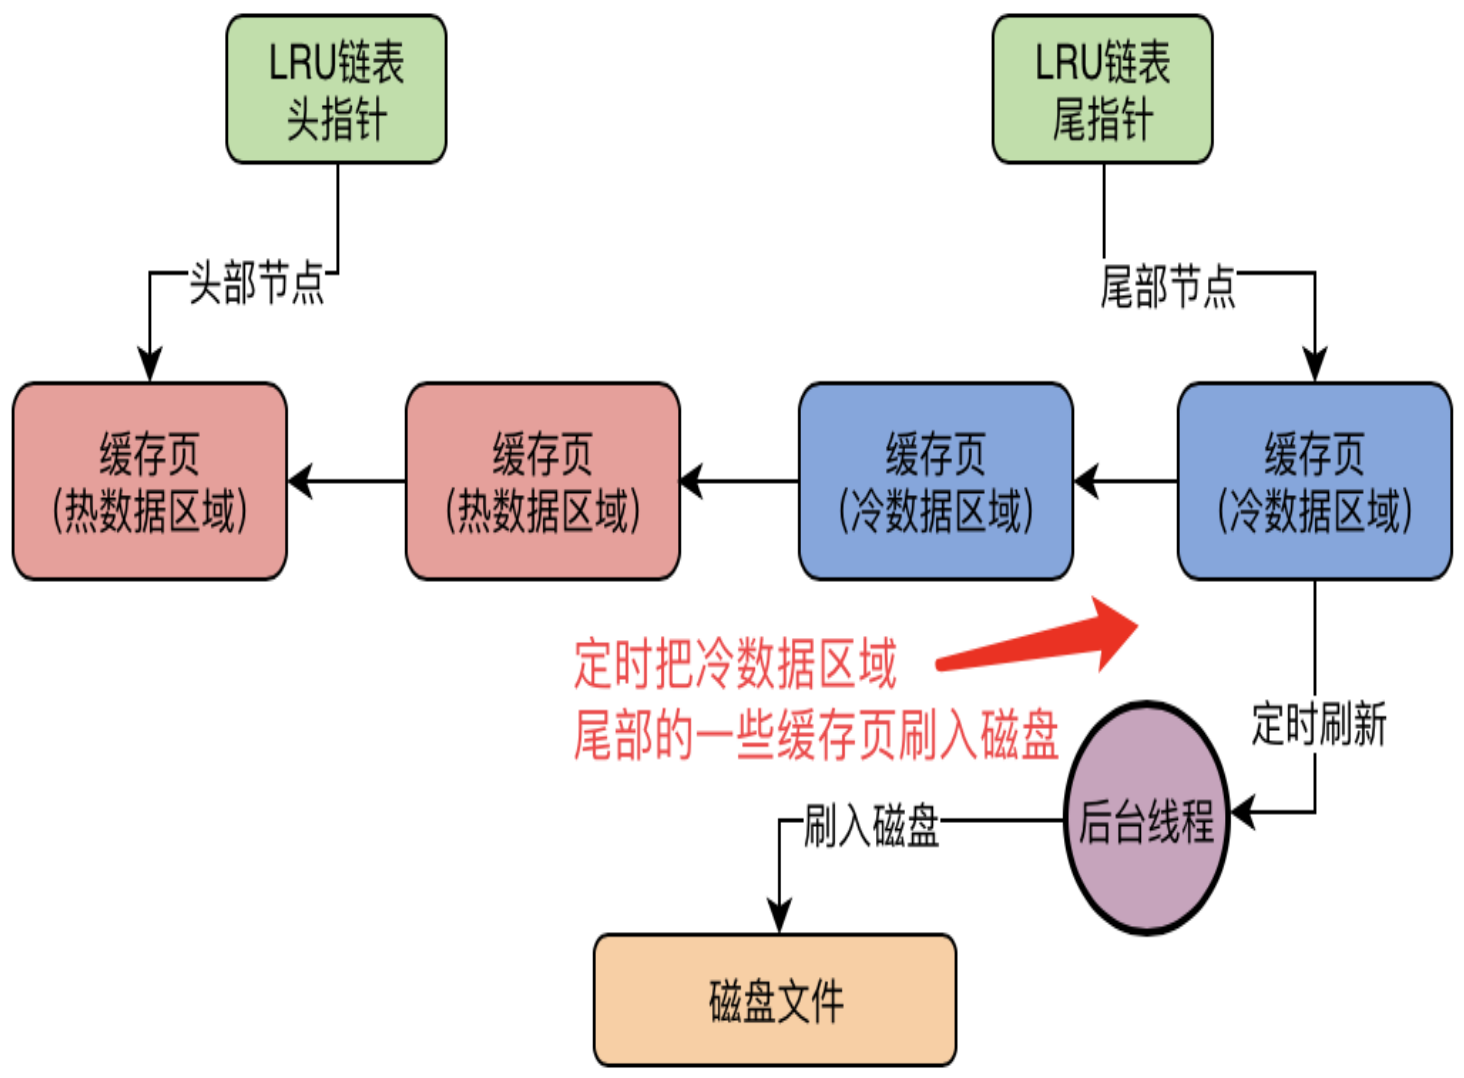 LRU链表
头指针
LRU链表
尾指针
头部节点
尾部节点
缓存页
(热数据区域)
缓存页
(热数据区域)
缓存页
(冷数据区域)
缓存页
(冷数据区域)
定时把冷数据区域
尾部的一些缓存页刷入磁盘
定时刷新
后台线程
刷入磁盘
磁盘文件